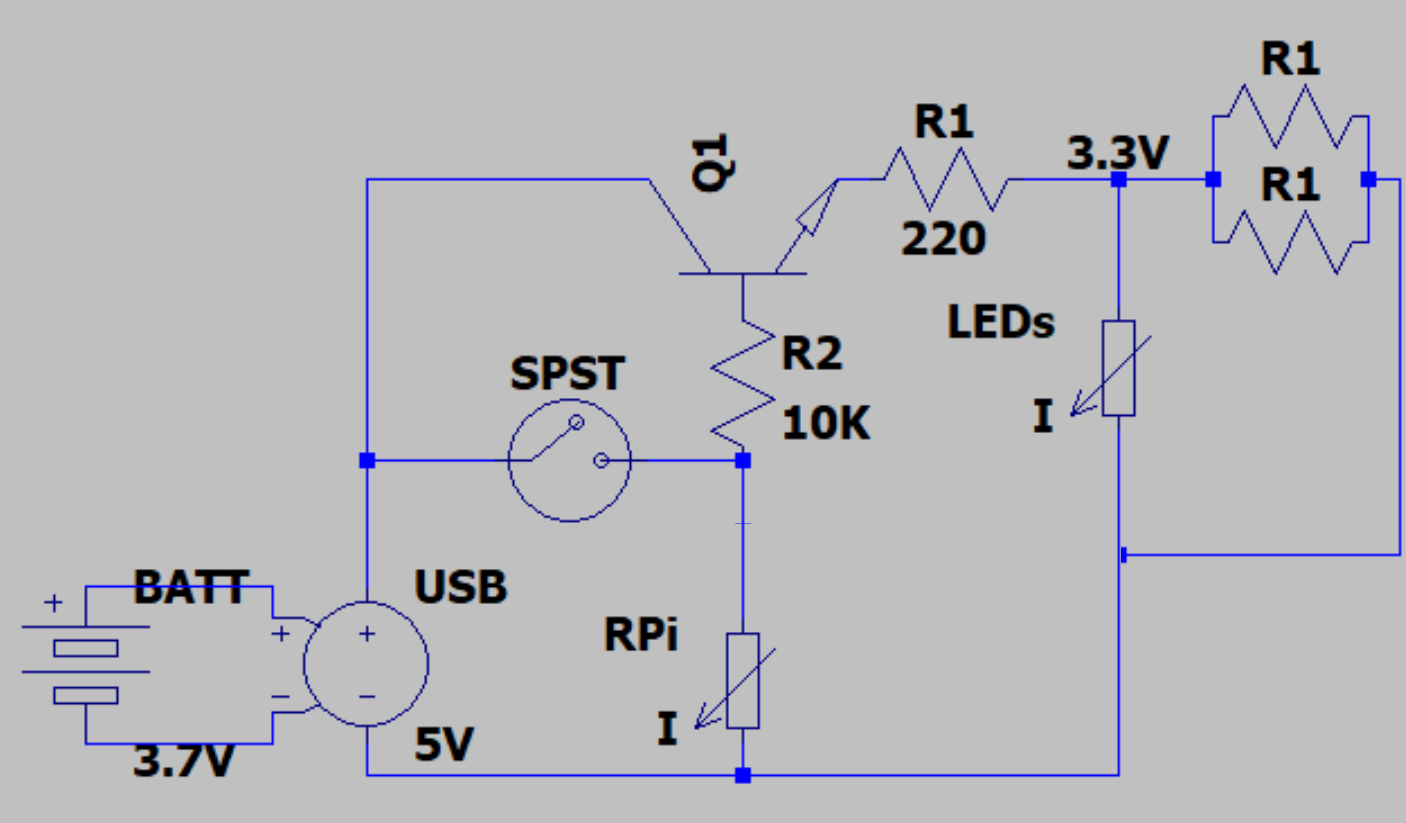 R1
R1
Q1
3.3V
R1
220
LEDs
R2
SPST
10K
I
BATT
USB
+
+
+
RPi
−
−
I
5V
3.7V